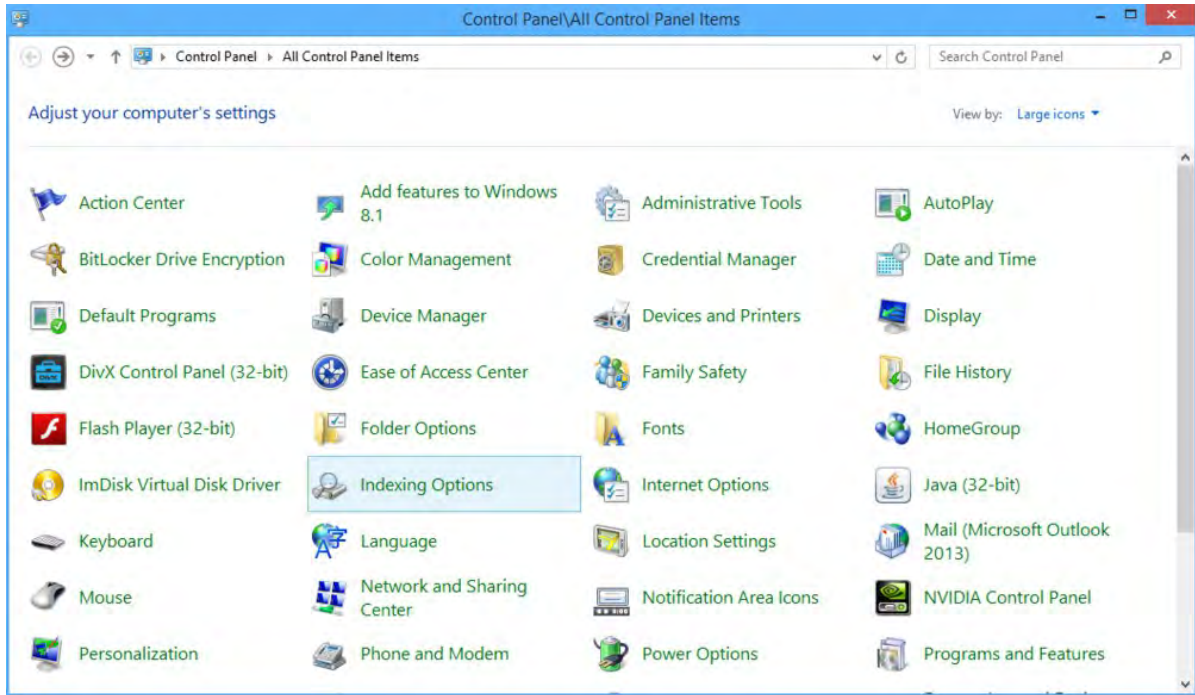 Control Panel\All Control Panel Items
Control Panel All Control Panel Items
Search Control Panel
Adjust your computer's settings
View by: Large icons
Action Center
Add features to Windows
8.1
Administrative Tools
AutoPlay
BitLocker Drive Encryption
Color Management
Credential Manager
Date and Time
Default Programs
Device Manager
Devices and Printers
Display
DivX Control Panel (32-bit)
Ease of Access Center
Family Safety
File History
Flash Player (32-bit)
Folder Options
Fonts
HomeGroup
ImDisk Virtual Disk Driver
Indexing Options
Internet Options
Java (32-bit)
Keyboard
Language
Location Settings
Mail (Microsoft Outlook
2013)
Mouse
Network and Sharing
Center
Notification Area Icons
NVIDIA Control Panel
Personalization
Phone and Modem
Power Options
Programs and Features